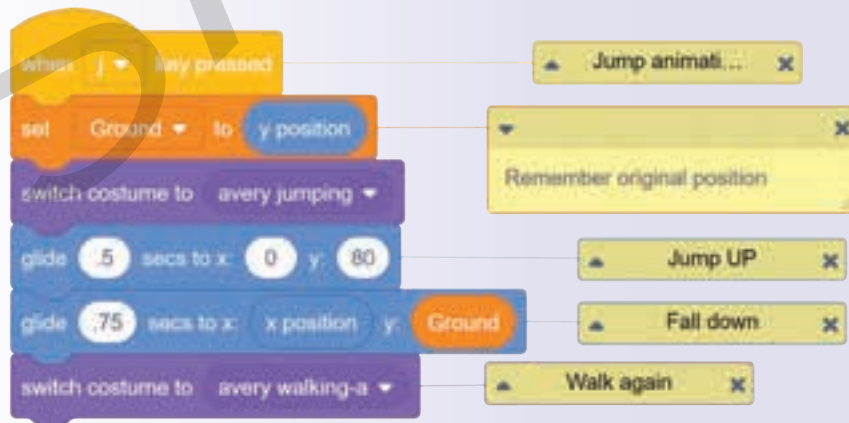 when j key pressed
Jump animati...
set Ground to y position
Remember original position
switch costume to avery jumping
glide .5 secs to x: 0 y: 80
Jump UP
glide .75 secs to x: x position y: Ground
Fall down
switch costume to avery walking-a
Walk again